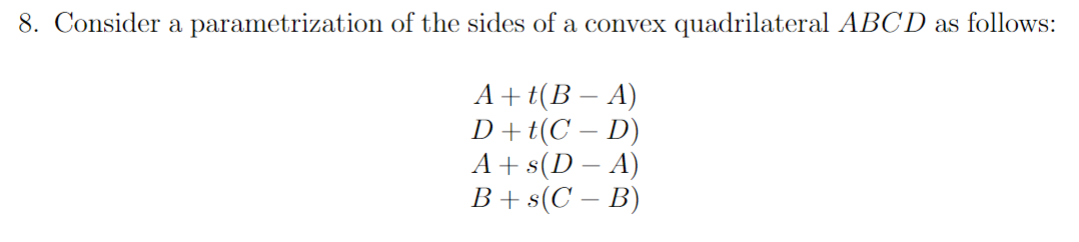 8. Consider a parametrization of the sides of a convex quadrilateral ABCD as follows:
A + t(B − A)
D + t(C − D)
A + s(D − A)
B + s(C − B)